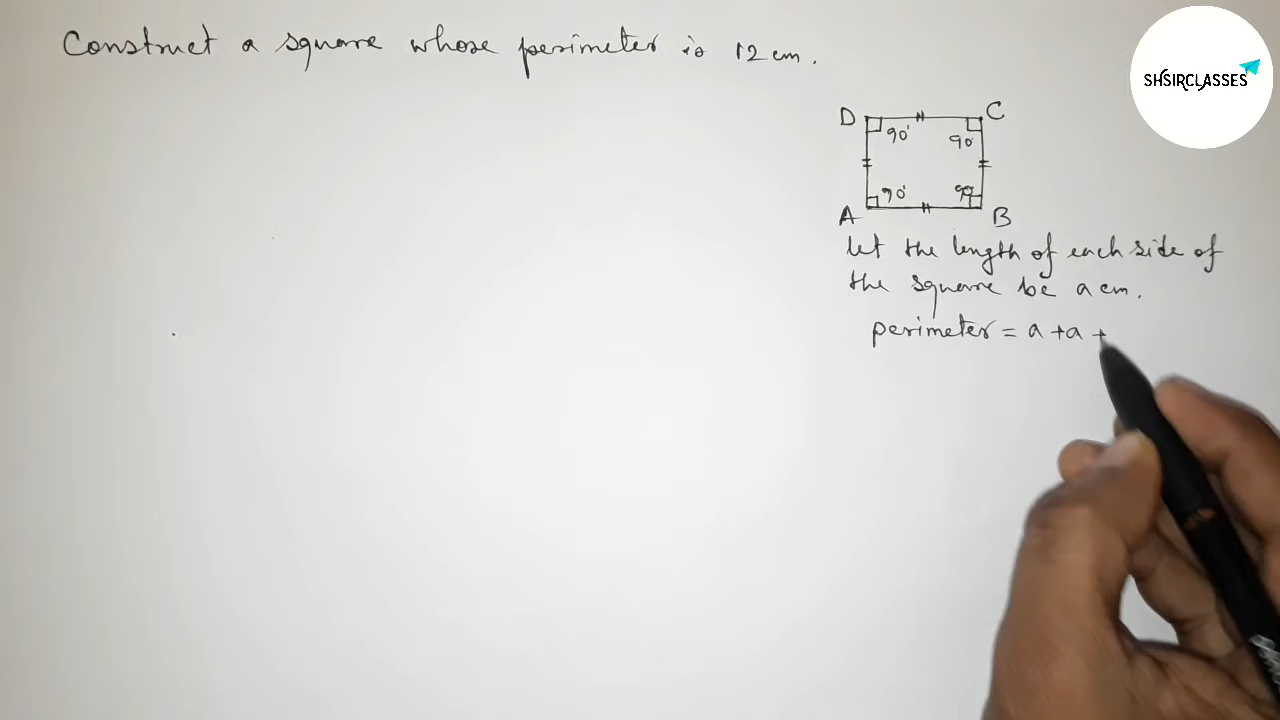 Construct a square whose perimeter is 12 cm.
SHSIRCLASSES
D C
90° 90
90° 90
A B
let the length of each side of
the square be a cm.
perimeter = a + a +